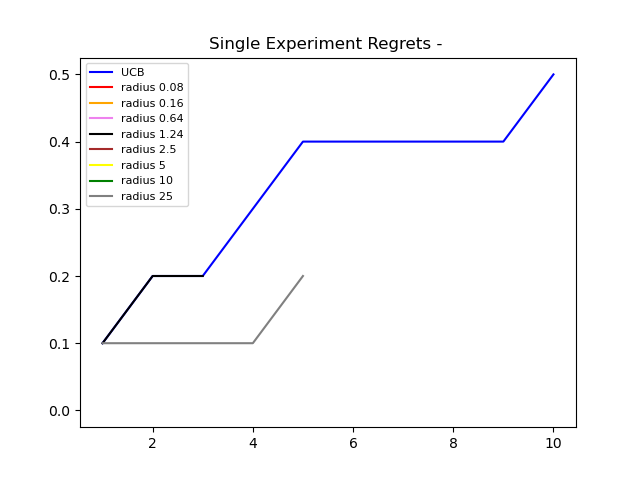 Single Experiment Regrets -
0.5
0.4
0.3
0.2
0.1
0.0
UCB
radius 0.08
radius 0.16
radius 0.64
radius 1.24
radius 2.5
radius 5
radius 10
radius 25
2 4 6 8 10